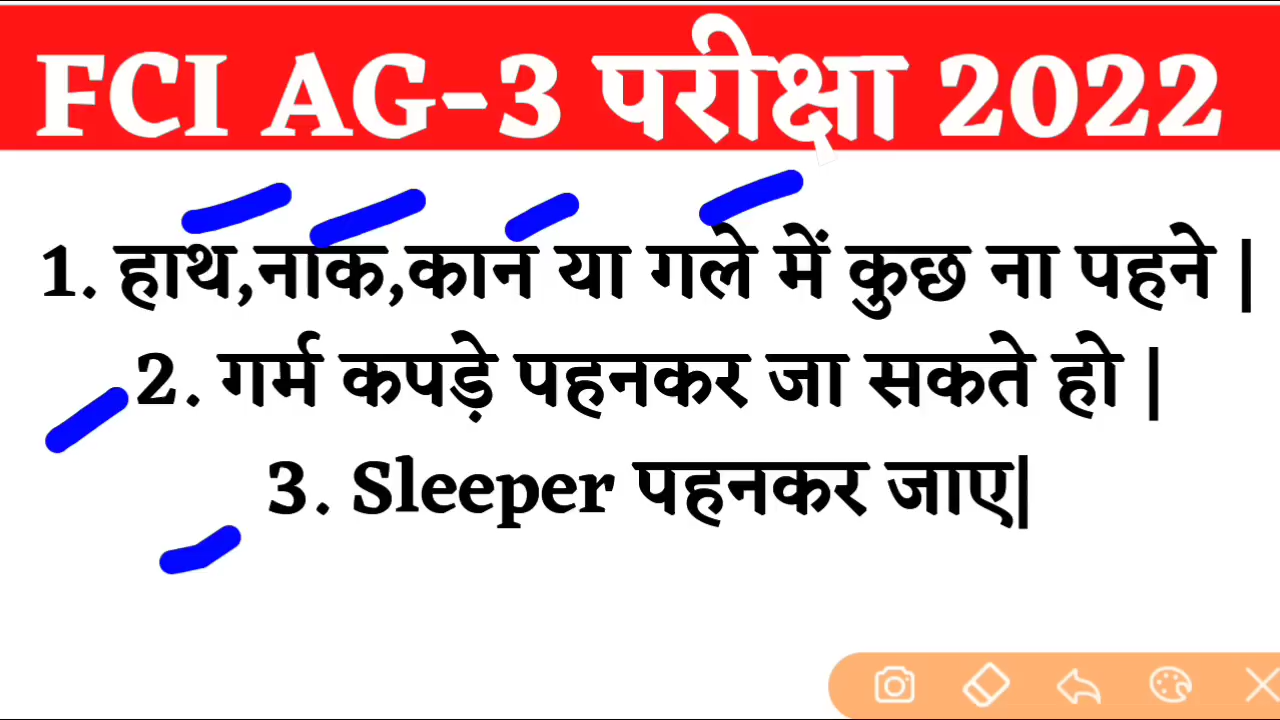 FCI AG-3 परीक्षा 2022
1. हाथ,नाक,कान या गले में कुछ ना पहने |
2. गर्म कपड़े पहनकर जा सकते हो |
3. Sleeper पहनकर जाए|